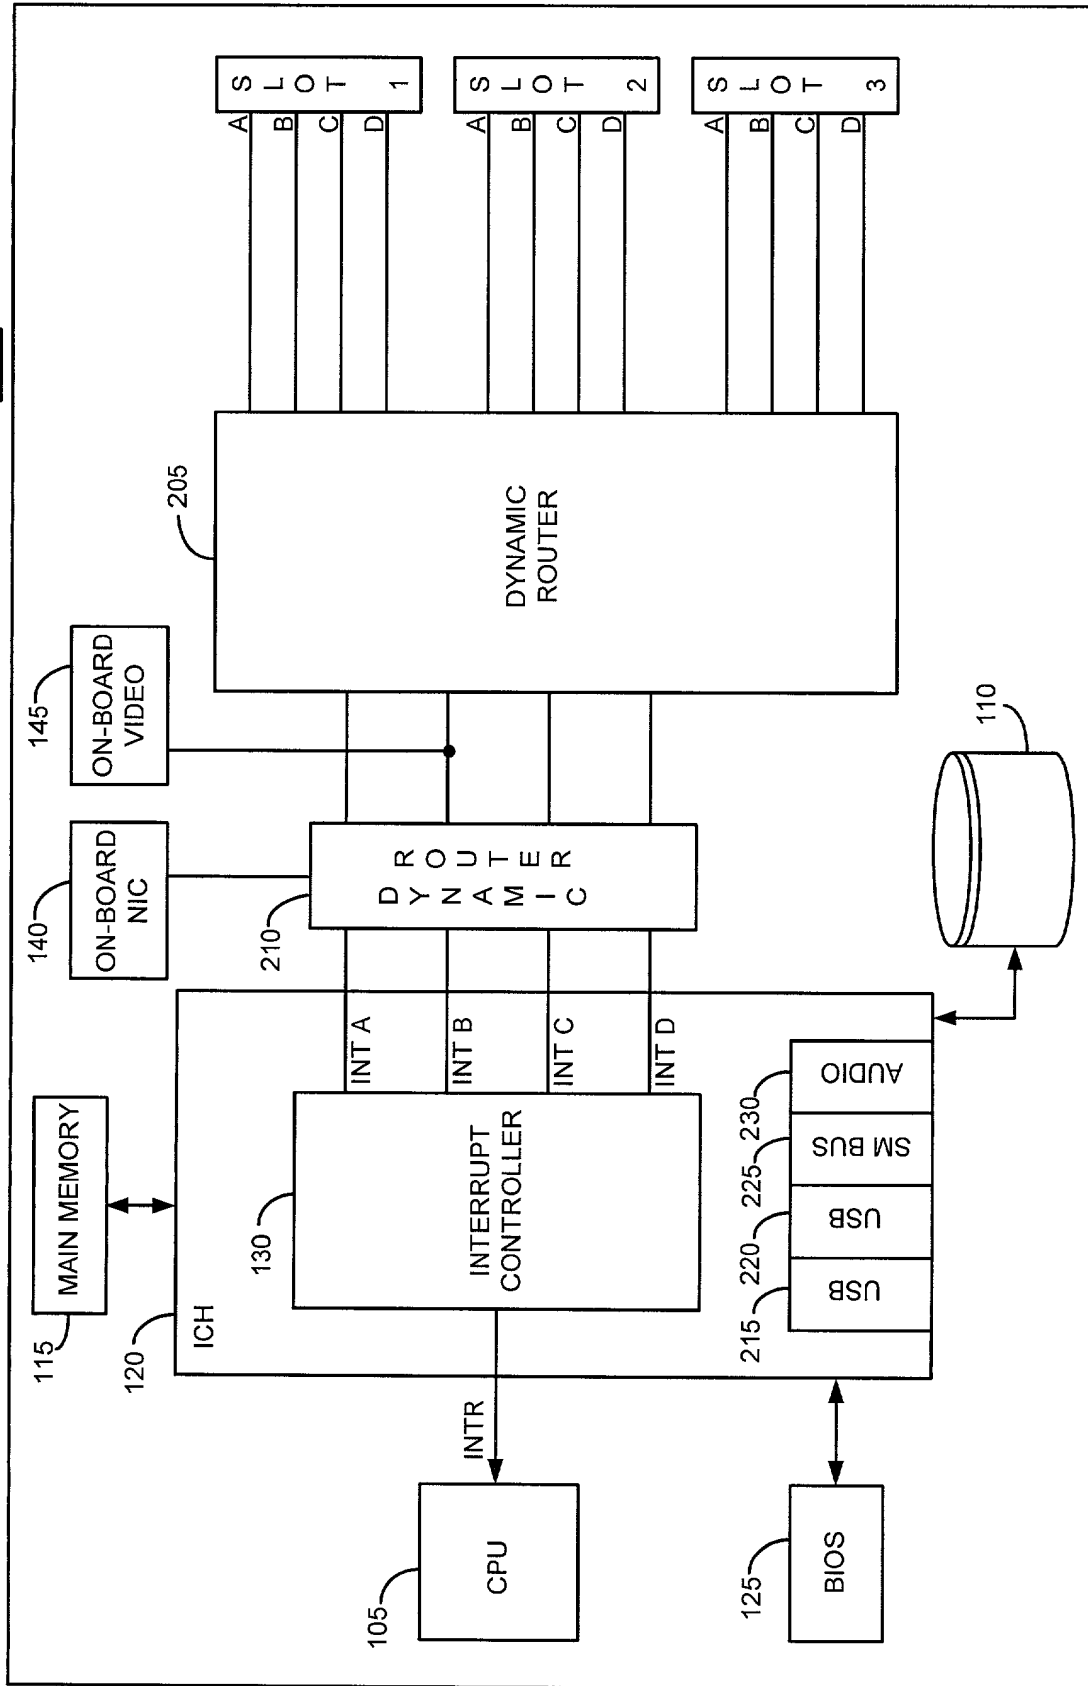 115
MAIN MEMORY
140
ON-BOARD
NIC
145
ON-BOARD
VIDEO
120
ICH
105
CPU
INTR
130
INTERRUPT
CONTROLLER
INT A
INT B
INT C
INT D
210
DYNAMIC
ROUTER
205
DYNAMIC
ROUTER
A
B
C
D
SLOT 1
A
B
C
D
SLOT 2
A
B
C
D
SLOT 3
125
BIOS
215
USB
220
USB
225
SM BUS
230
AUDIO
110